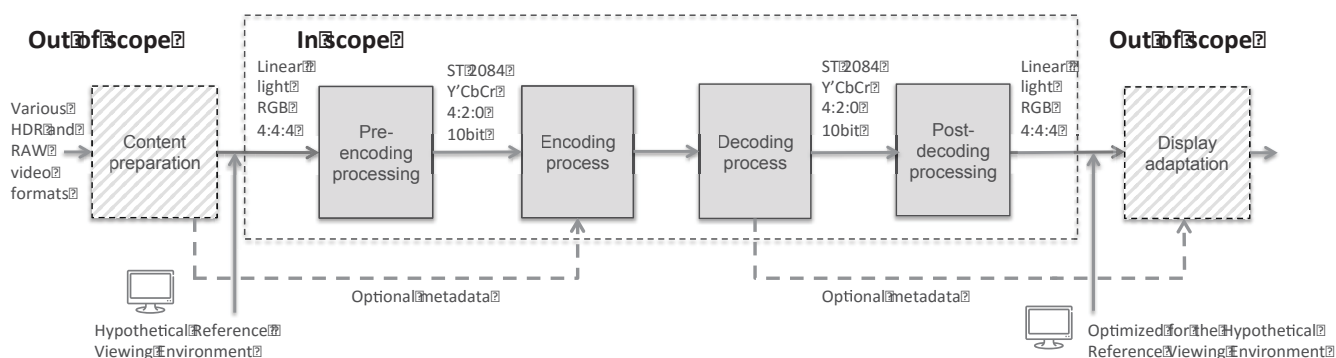 Out of scope
In scope
Out of scope
Various
HDR and
RAW
video
formats
Content
preparation
Linear
light
RGB
4:4:4
Pre-
encoding
processing
ST 2084
Y'CbCr
4:2:0
10bit
Encoding
process
Decoding
process
ST 2084
Y'CbCr
4:2:0
10bit
Post-
decoding
processing
Linear
light
RGB
4:4:4
Display
adaptation
Optional metadata
Optional metadata
Hypothetical Reference
Viewing Environment
Optimized for the Hypothetical
Reference Viewing Environment